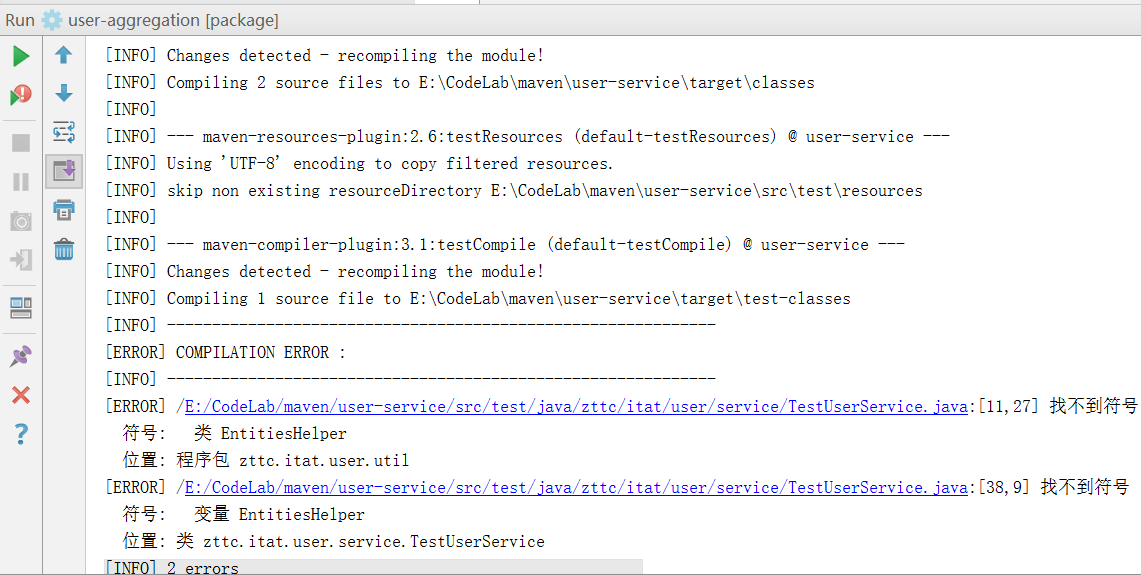 Run user-aggregation [package]
[INFO] Changes detected - recompiling the module!
[INFO] Compiling 2 source files to E:\CodeLab\maven\user-service\target\classes
[INFO]
[INFO] --- maven-resources-plugin:2.6:testResources (default-testResources) @ user-service ---
[INFO] Using 'UTF-8' encoding to copy filtered resources.
[INFO] skip non existing resourceDirectory E:\CodeLab\maven\user-service\src\test\resources
[INFO]
[INFO] --- maven-compiler-plugin:3.1:testCompile (default-testCompile) @ user-service ---
[INFO] Changes detected - recompiling the module!
[INFO] Compiling 1 source file to E:\CodeLab\maven\user-service\target\test-classes
[INFO] -------------------------------------------------------------
[ERROR] COMPILATION ERROR :
[INFO] -------------------------------------------------------------
[ERROR] /E:/CodeLab/maven/user-service/src/test/java/zttc/itat/user/service/TestUserService.java:[11,27] 找不到符号
符号: 类 EntitiesHelper
位置: 程序包 zttc.itat.user.util
[ERROR] /E:/CodeLab/maven/user-service/src/test/java/zttc/itat/user/service/TestUserService.java:[38,9] 找不到符号
符号: 变量 EntitiesHelper
位置: 类 zttc.itat.user.service.TestUserService
[INFO] 2 errors